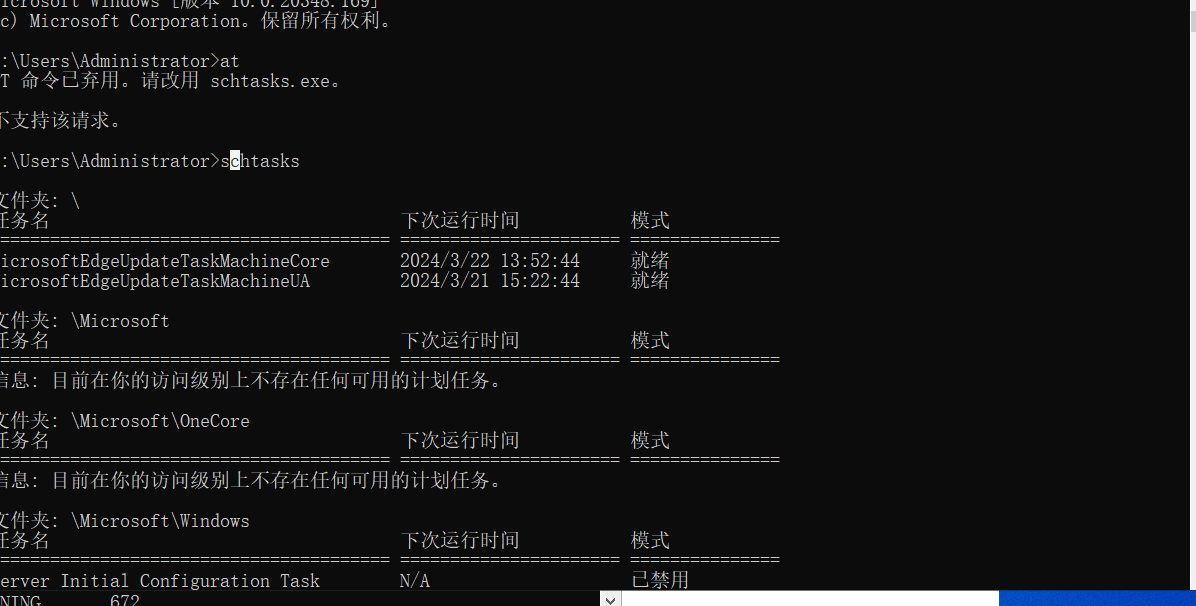 icrosoft Windows [版本 10.0.20348.169]
c) Microsoft Corporation。保留所有权利。
:\Users\Administrator>at
T 命令已弃用。请改用 schtasks.exe。
不支持该请求。
:\Users\Administrator>schtasks
文件夹: \
任务名 下次运行时间 模式
======================================= ====================== ===============
icrosoftEdgeUpdateTaskMachineCore 2024/3/22 13:52:44 就绪
icrosoftEdgeUpdateTaskMachineUA 2024/3/21 15:22:44 就绪
文件夹: \Microsoft
任务名 下次运行时间 模式
======================================= ====================== ===============
信息: 目前在你的访问级别上不存在任何可用的计划任务。
文件夹: \Microsoft\OneCore
任务名 下次运行时间 模式
======================================= ====================== ===============
信息: 目前在你的访问级别上不存在任何可用的计划任务。
文件夹: \Microsoft\Windows
任务名 下次运行时间 模式
======================================= ====================== ===============
erver Initial Configuration Task N/A 已禁用
NING 672